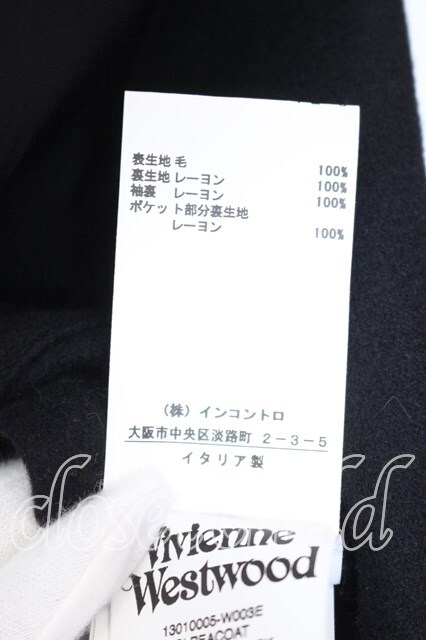 表生地 毛 100%
裏生地 レーヨン 100%
袖裏 レーヨン 100%
ポケット部分裏生地
レーヨン 100%
(株) インコントロ
大阪市中央区淡路町 2-3-5
イタリア製
Vivienne
Westwood
13010005-W003E
PEACOAT